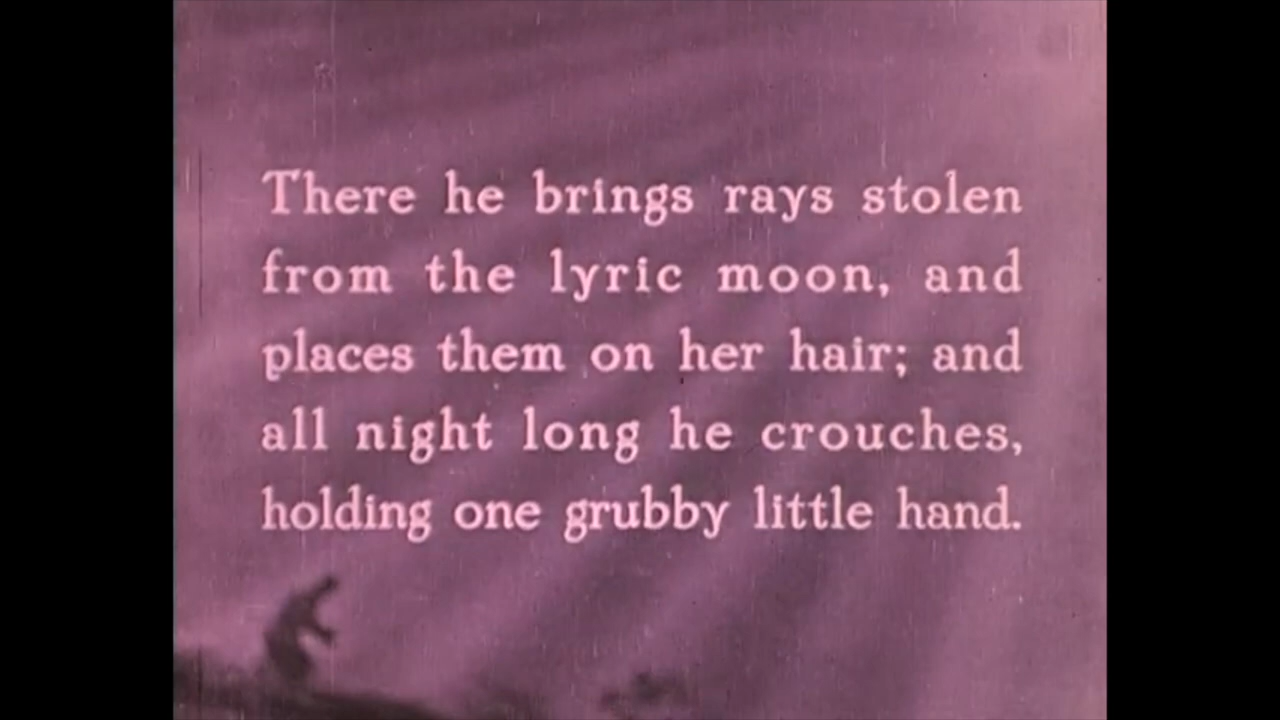 There he brings rays stolen
from the lyric moon, and
places them on her hair; and
all night long he crouches,
holding one grubby little hand.